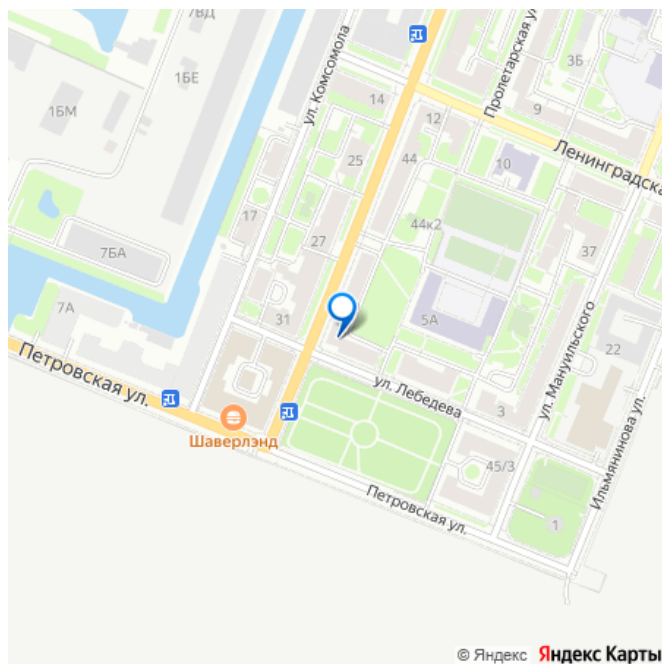 7ВД
1БЕ
1БМ
ул. Комсомола
Пролетарская ул.
3Б
14
12
9
Ленинградска
25
44
10
17
44к2
7БА
27
37
7А
31
5А
ул. Мануильского
22
Петровская ул.
ул. Лебедева
3
Ильмянинова ул.
Шаверлэнд
45/3
Петровская ул.
1
© Яндекс Яндекс Карты